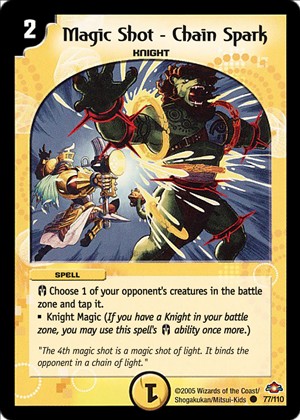 2
Magic Shot - Chain Spark
KNIGHT
SPELL
Choose 1 of your opponent's creatures in the battle
zone and tap it.
▪ Knight Magic (If you have a Knight in your battle
zone, you may use this spell's ability once more.)
"The 4th magic shot is a magic shot of light. It binds the
opponent in a chain of light."
1
©2005 Wizards of the Coast/
Shogakukan/Mitsui-Kids ● 77/110